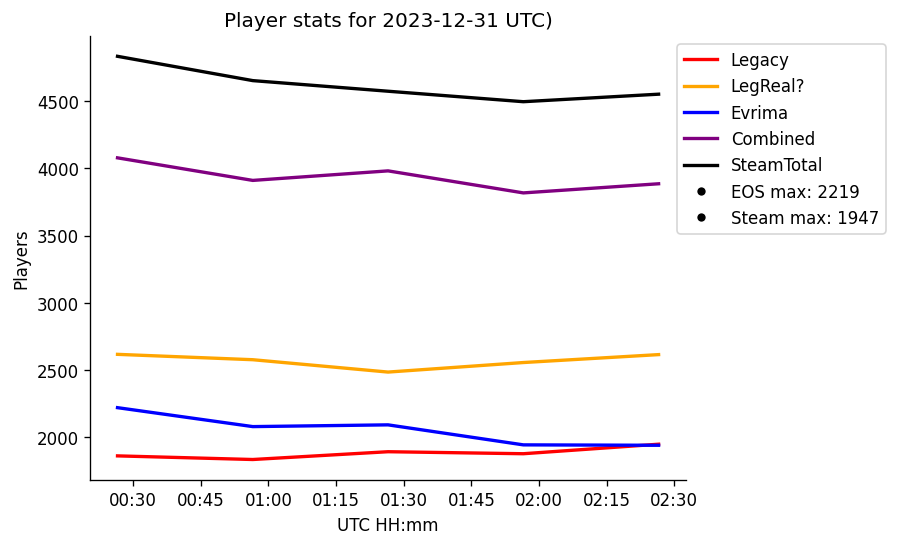 Player stats for 2023-12-31 UTC)
Legacy
LegReal?
Evrima
Combined
SteamTotal
EOS max: 2219
Steam max: 1947
Players
4500
4000
3500
3000
2500
2000
00:30 00:45 01:00 01:15 01:30 01:45 02:00 02:15 02:30
UTC HH:mm